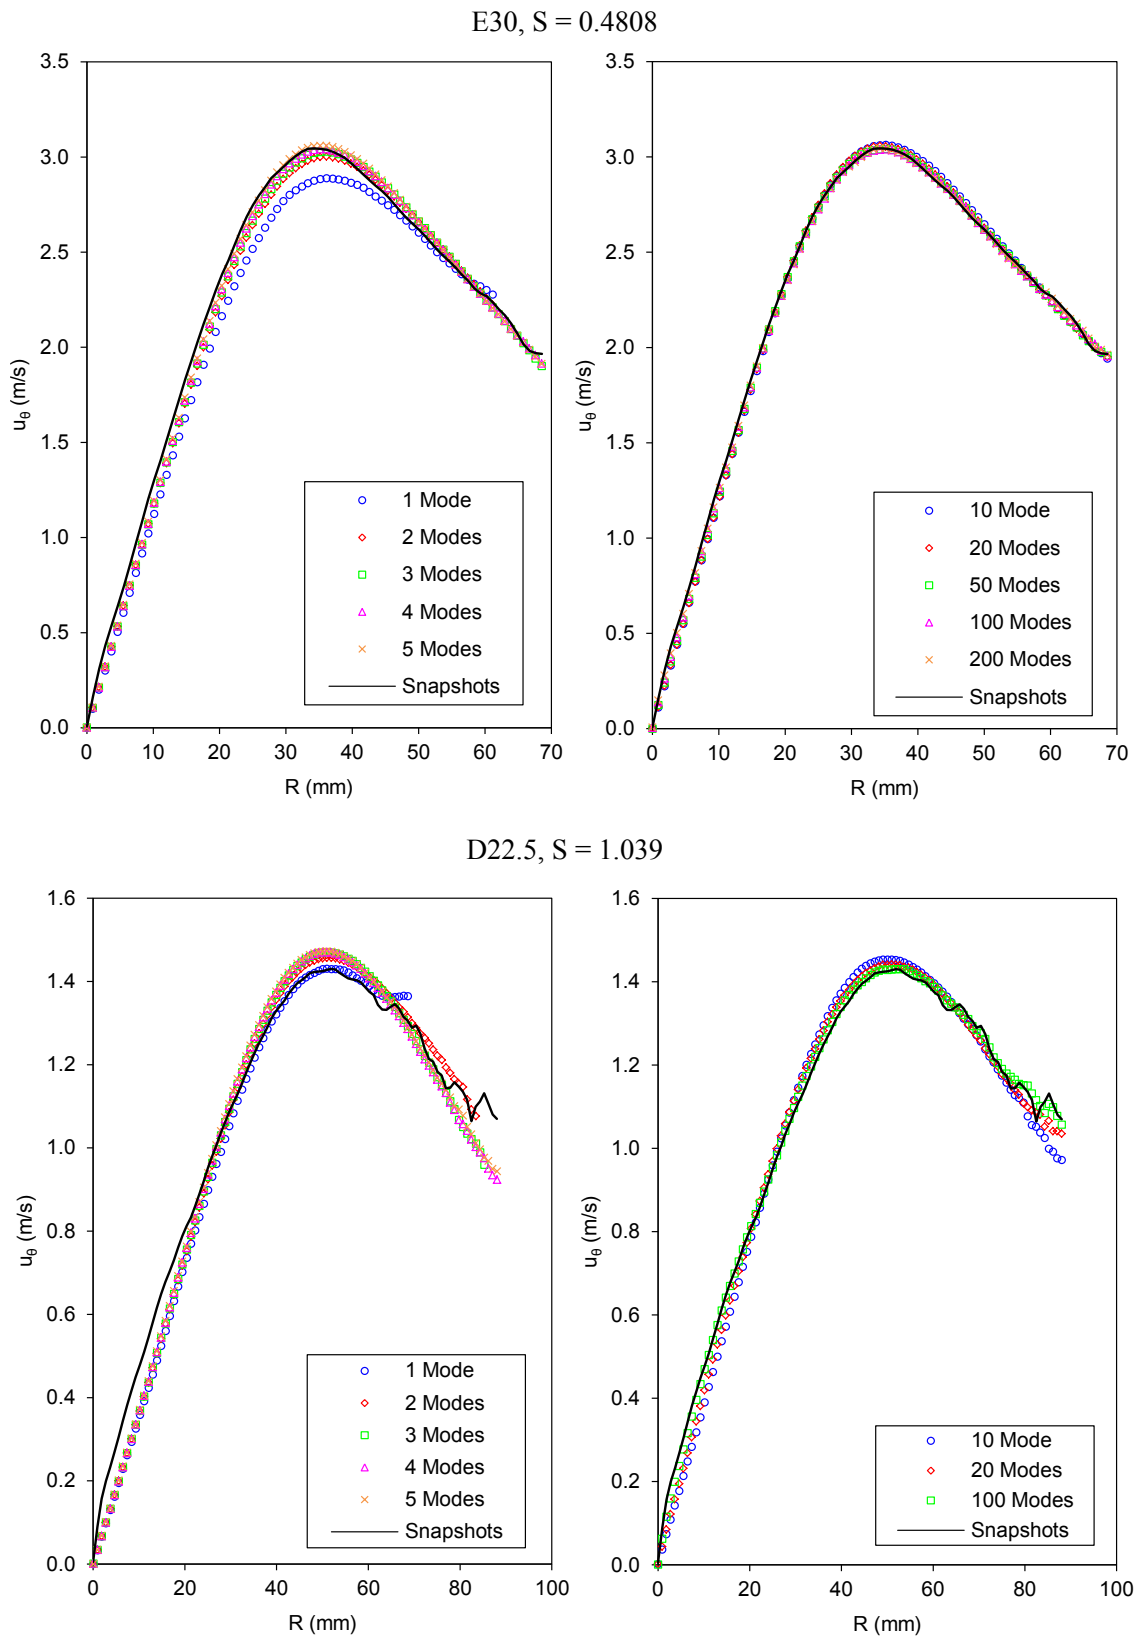 E30, S = 0.4808
3.5
3.0
2.5
2.0
1.5
1.0
0.5
0.0
uθ (m/s)
0 10 20 30 40 50 60 70
R (mm)
1 Mode
2 Modes
3 Modes
4 Modes
5 Modes
Snapshots
3.5
3.0
2.5
2.0
1.5
1.0
0.5
0.0
uθ (m/s)
0 10 20 30 40 50 60 70
R (mm)
10 Mode
20 Modes
50 Modes
100 Modes
200 Modes
Snapshots
D22.5, S = 1.039
1.6
1.4
1.2
1.0
0.8
0.6
0.4
0.2
0.0
uθ (m/s)
0 20 40 60 80 100
R (mm)
1 Mode
2 Modes
3 Modes
4 Modes
5 Modes
Snapshots
1.6
1.4
1.2
1.0
0.8
0.6
0.4
0.2
0.0
uθ (m/s)
0 20 40 60 80 100
R (mm)
10 Mode
20 Modes
100 Modes
Snapshots